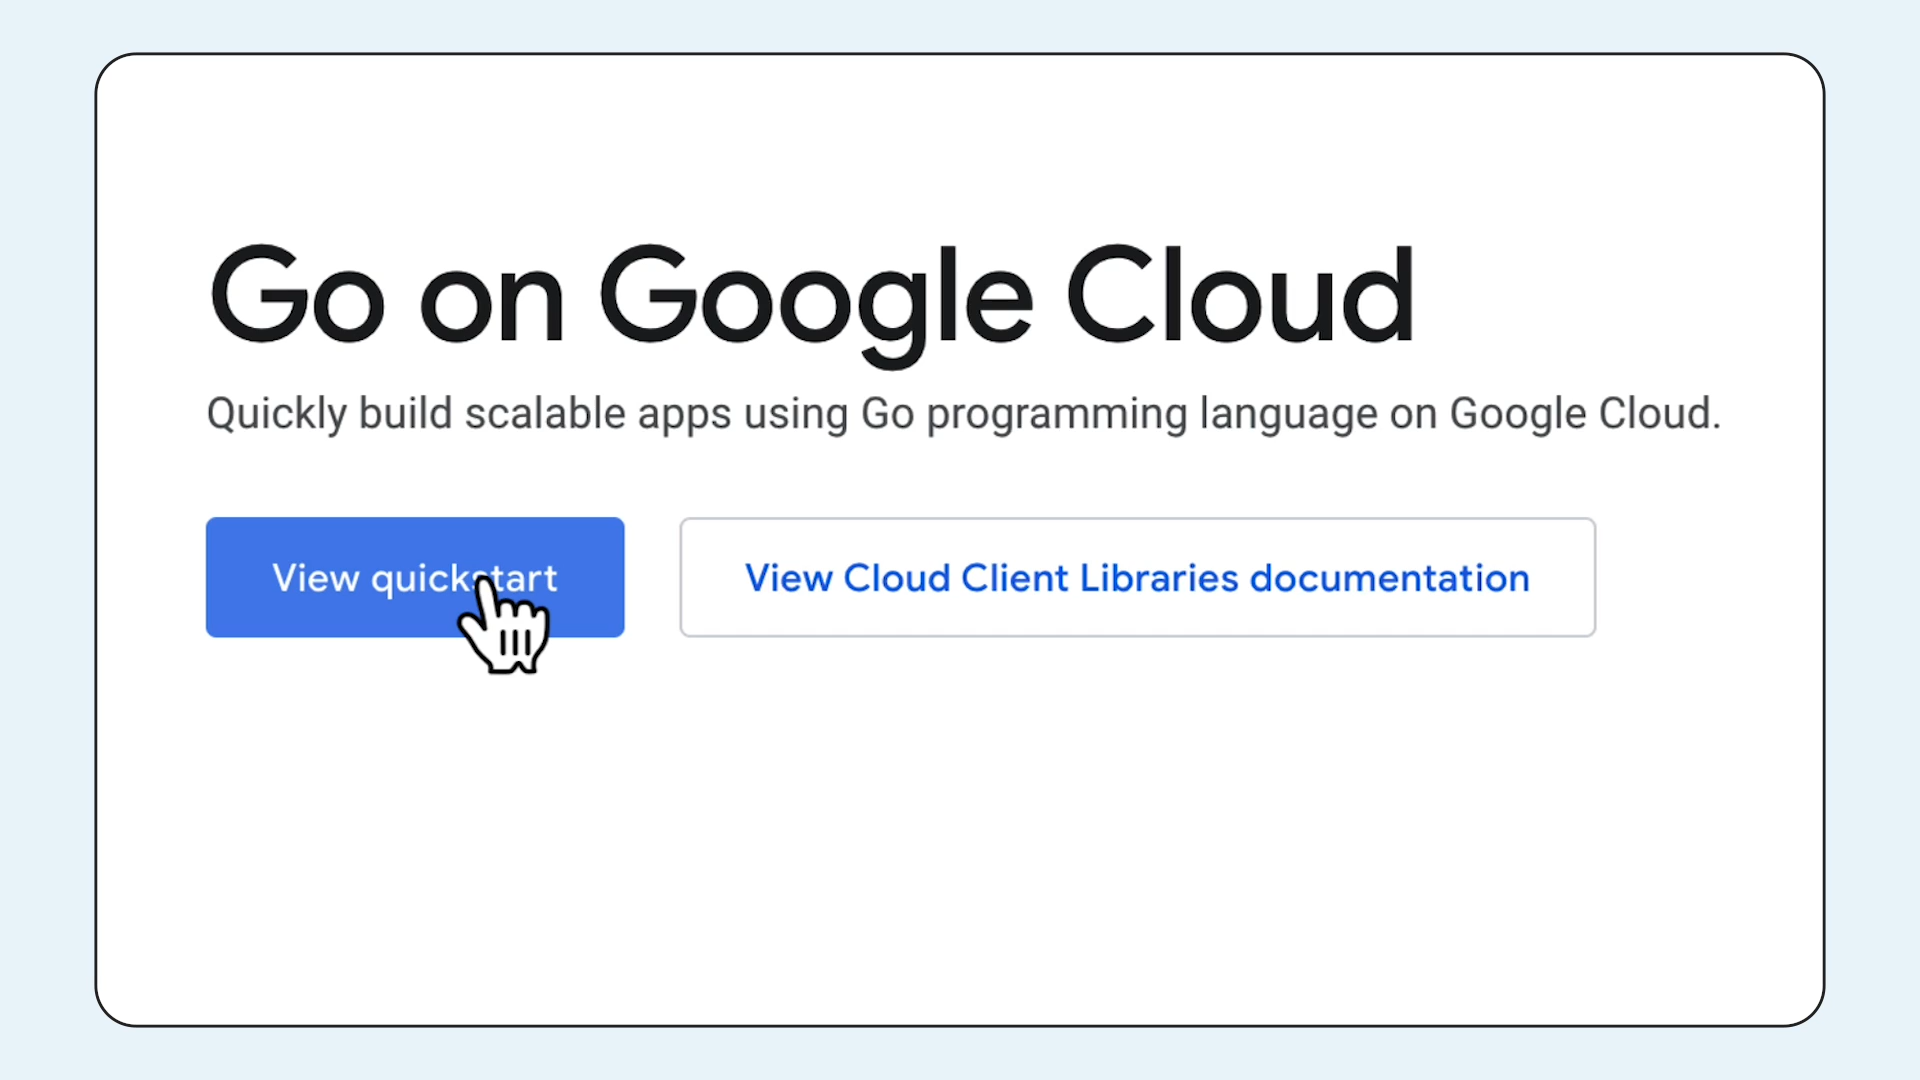 Go on Google Cloud
Quickly build scalable apps using Go programming language on Google Cloud.
View quickstart
View Cloud Client Libraries documentation